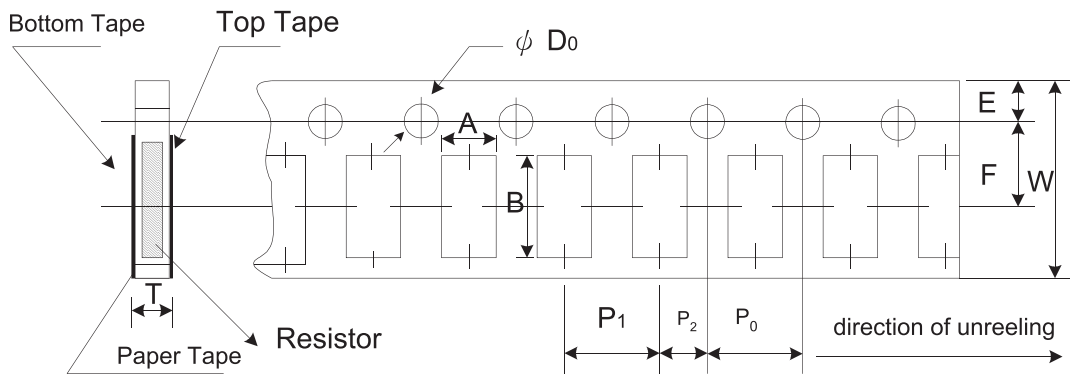 Bottom Tape
Top Tape
ψ D0
E
A
F
W
B
T
P1
P2
P0
direction of unreeling
Resistor
Paper Tape